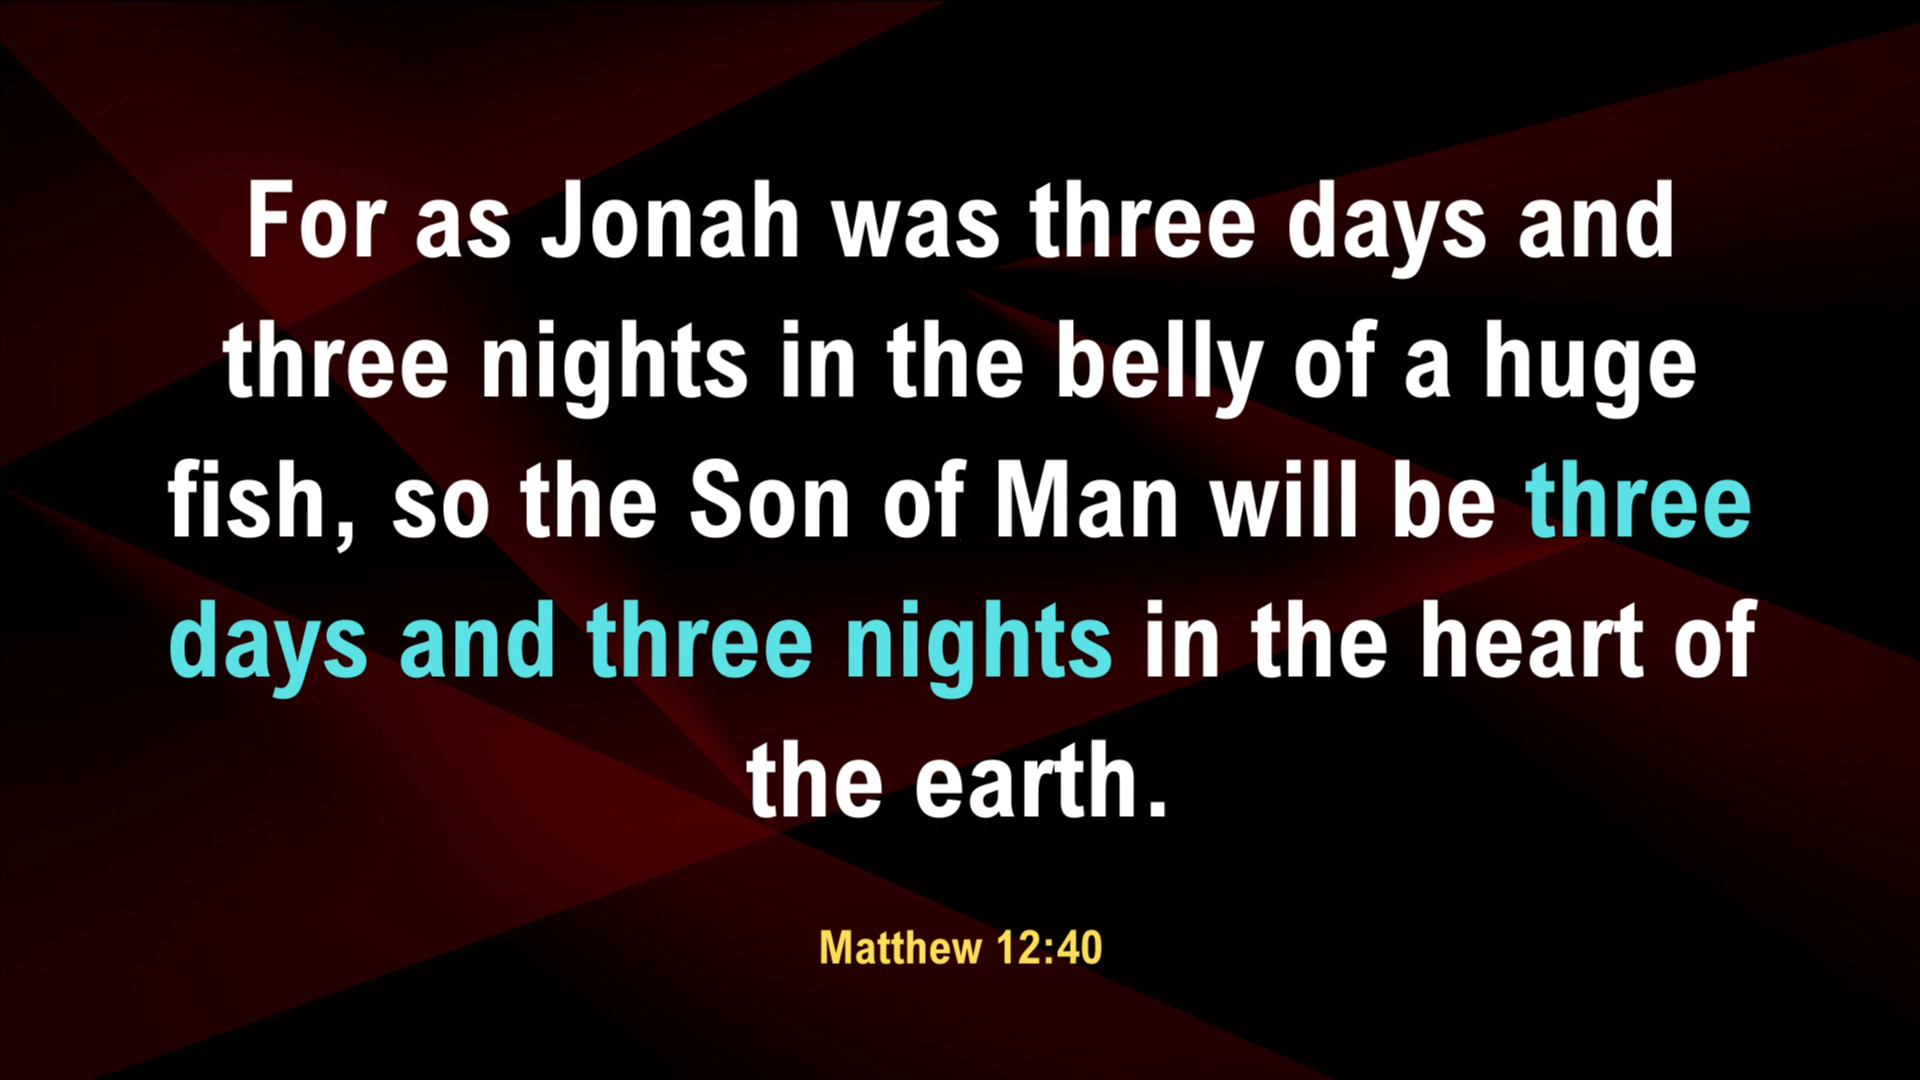 For as Jonah was three days and
three nights in the belly of a huge
fish, so the Son of Man will be three
days and three nights in the heart of
the earth.
Matthew 12:40